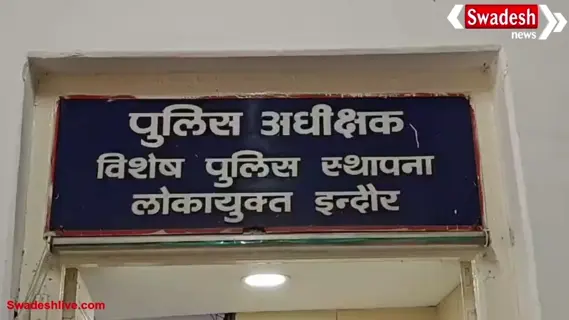 Swadesh
news
पुलिस अधीक्षक
विशेष पुलिस स्थापना
लोकायुक्त इन्दौर
Swadeshlive.com